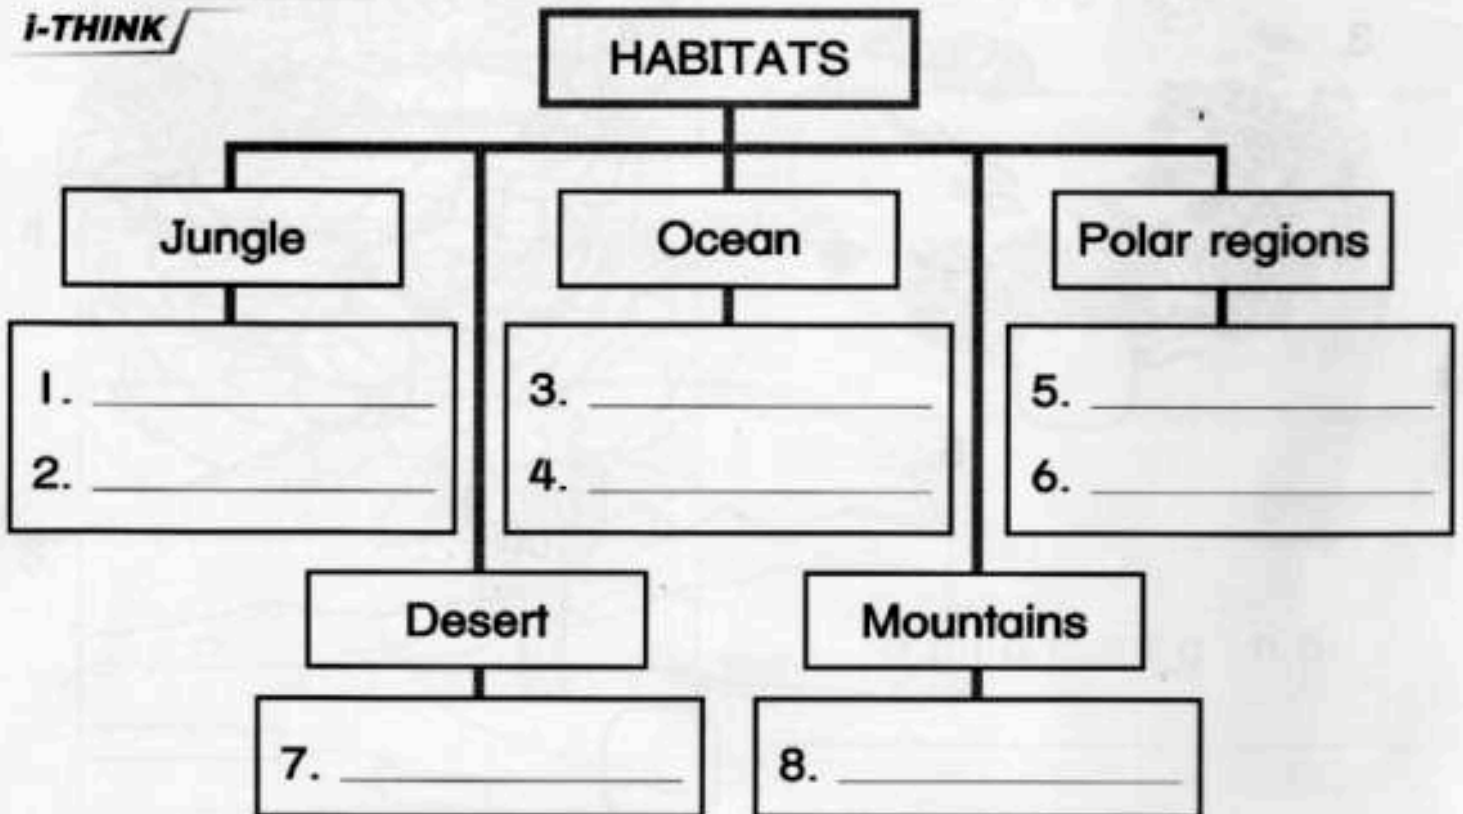 i-THINK
HABITATS
Jungle
Ocean
Polar regions
1.
2.
3.
4.
5.
6.
Desert
Mountains
7.
8.